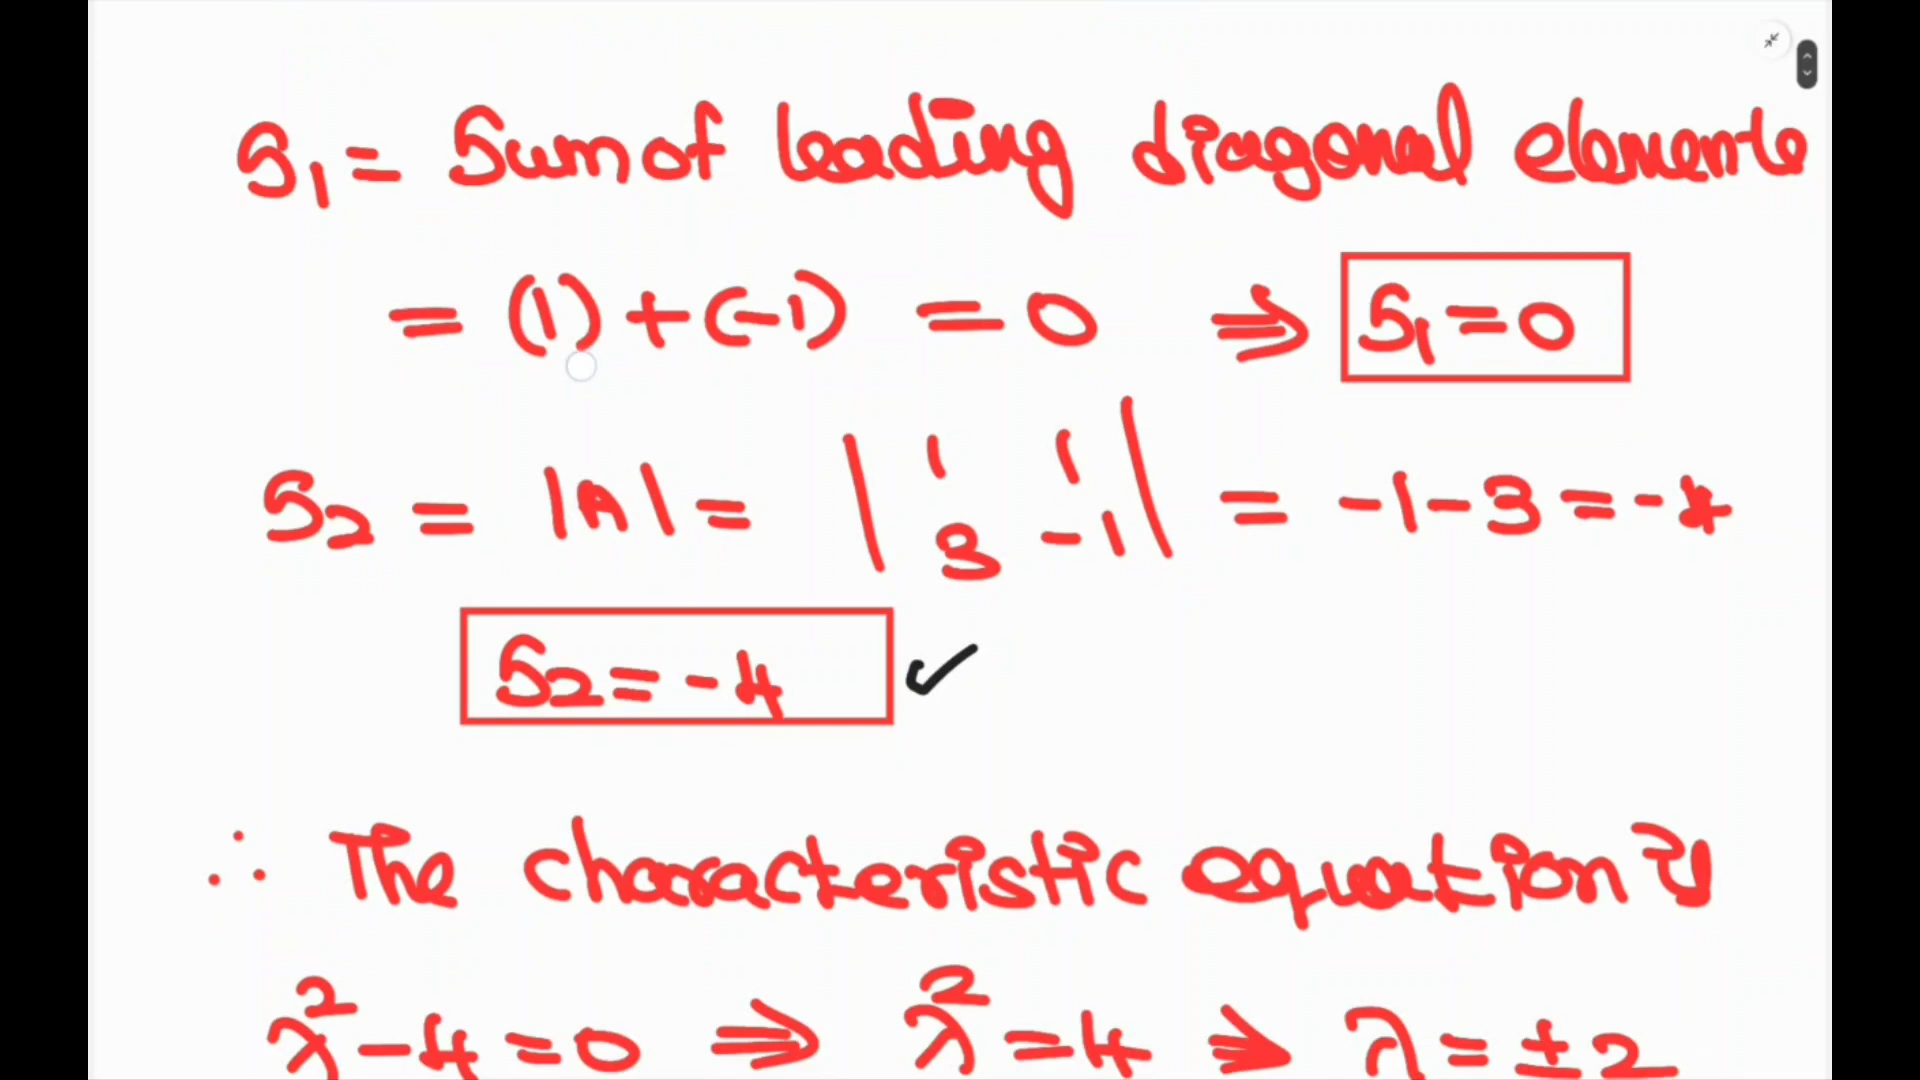 S₁ = Sum of leading diagonal elements
= (1) + (-1) = 0 ⇒ S₁ = 0
S₂ = |A| = | 1 1 |
| 3 -1 | = -1 - 3 = -4
S₂ = -4 ✓
∴ The characteristic equation is
λ² - 4 = 0 ⇒ λ² = 4 ⇒ λ = ±2